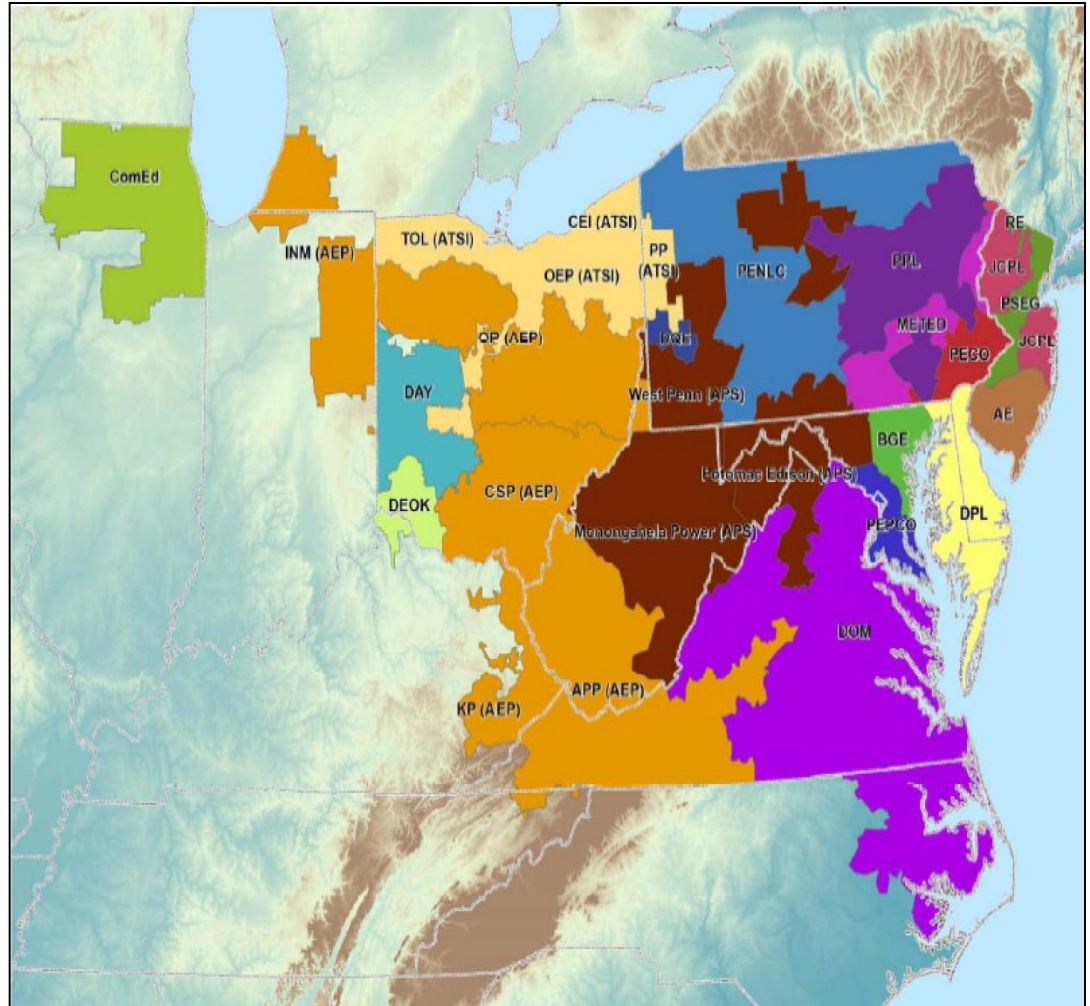 ComEd
INM (AEP)
TOL (ATSI)
CEI (ATSI)
OEP (ATSI)
PP
(ATSI)
PENLC
PPL
RE
JCPL
PSEG
JCPL
METED
PECO
OP (AEP)
DQE
DAY
West Penn (APS)
AE
BGE
Potomac Edison (APS)
CSP (AEP)
DEOK
PEPCO
DPL
Monongahela Power (APS)
DOM
APP (AEP)
KP (AEP)